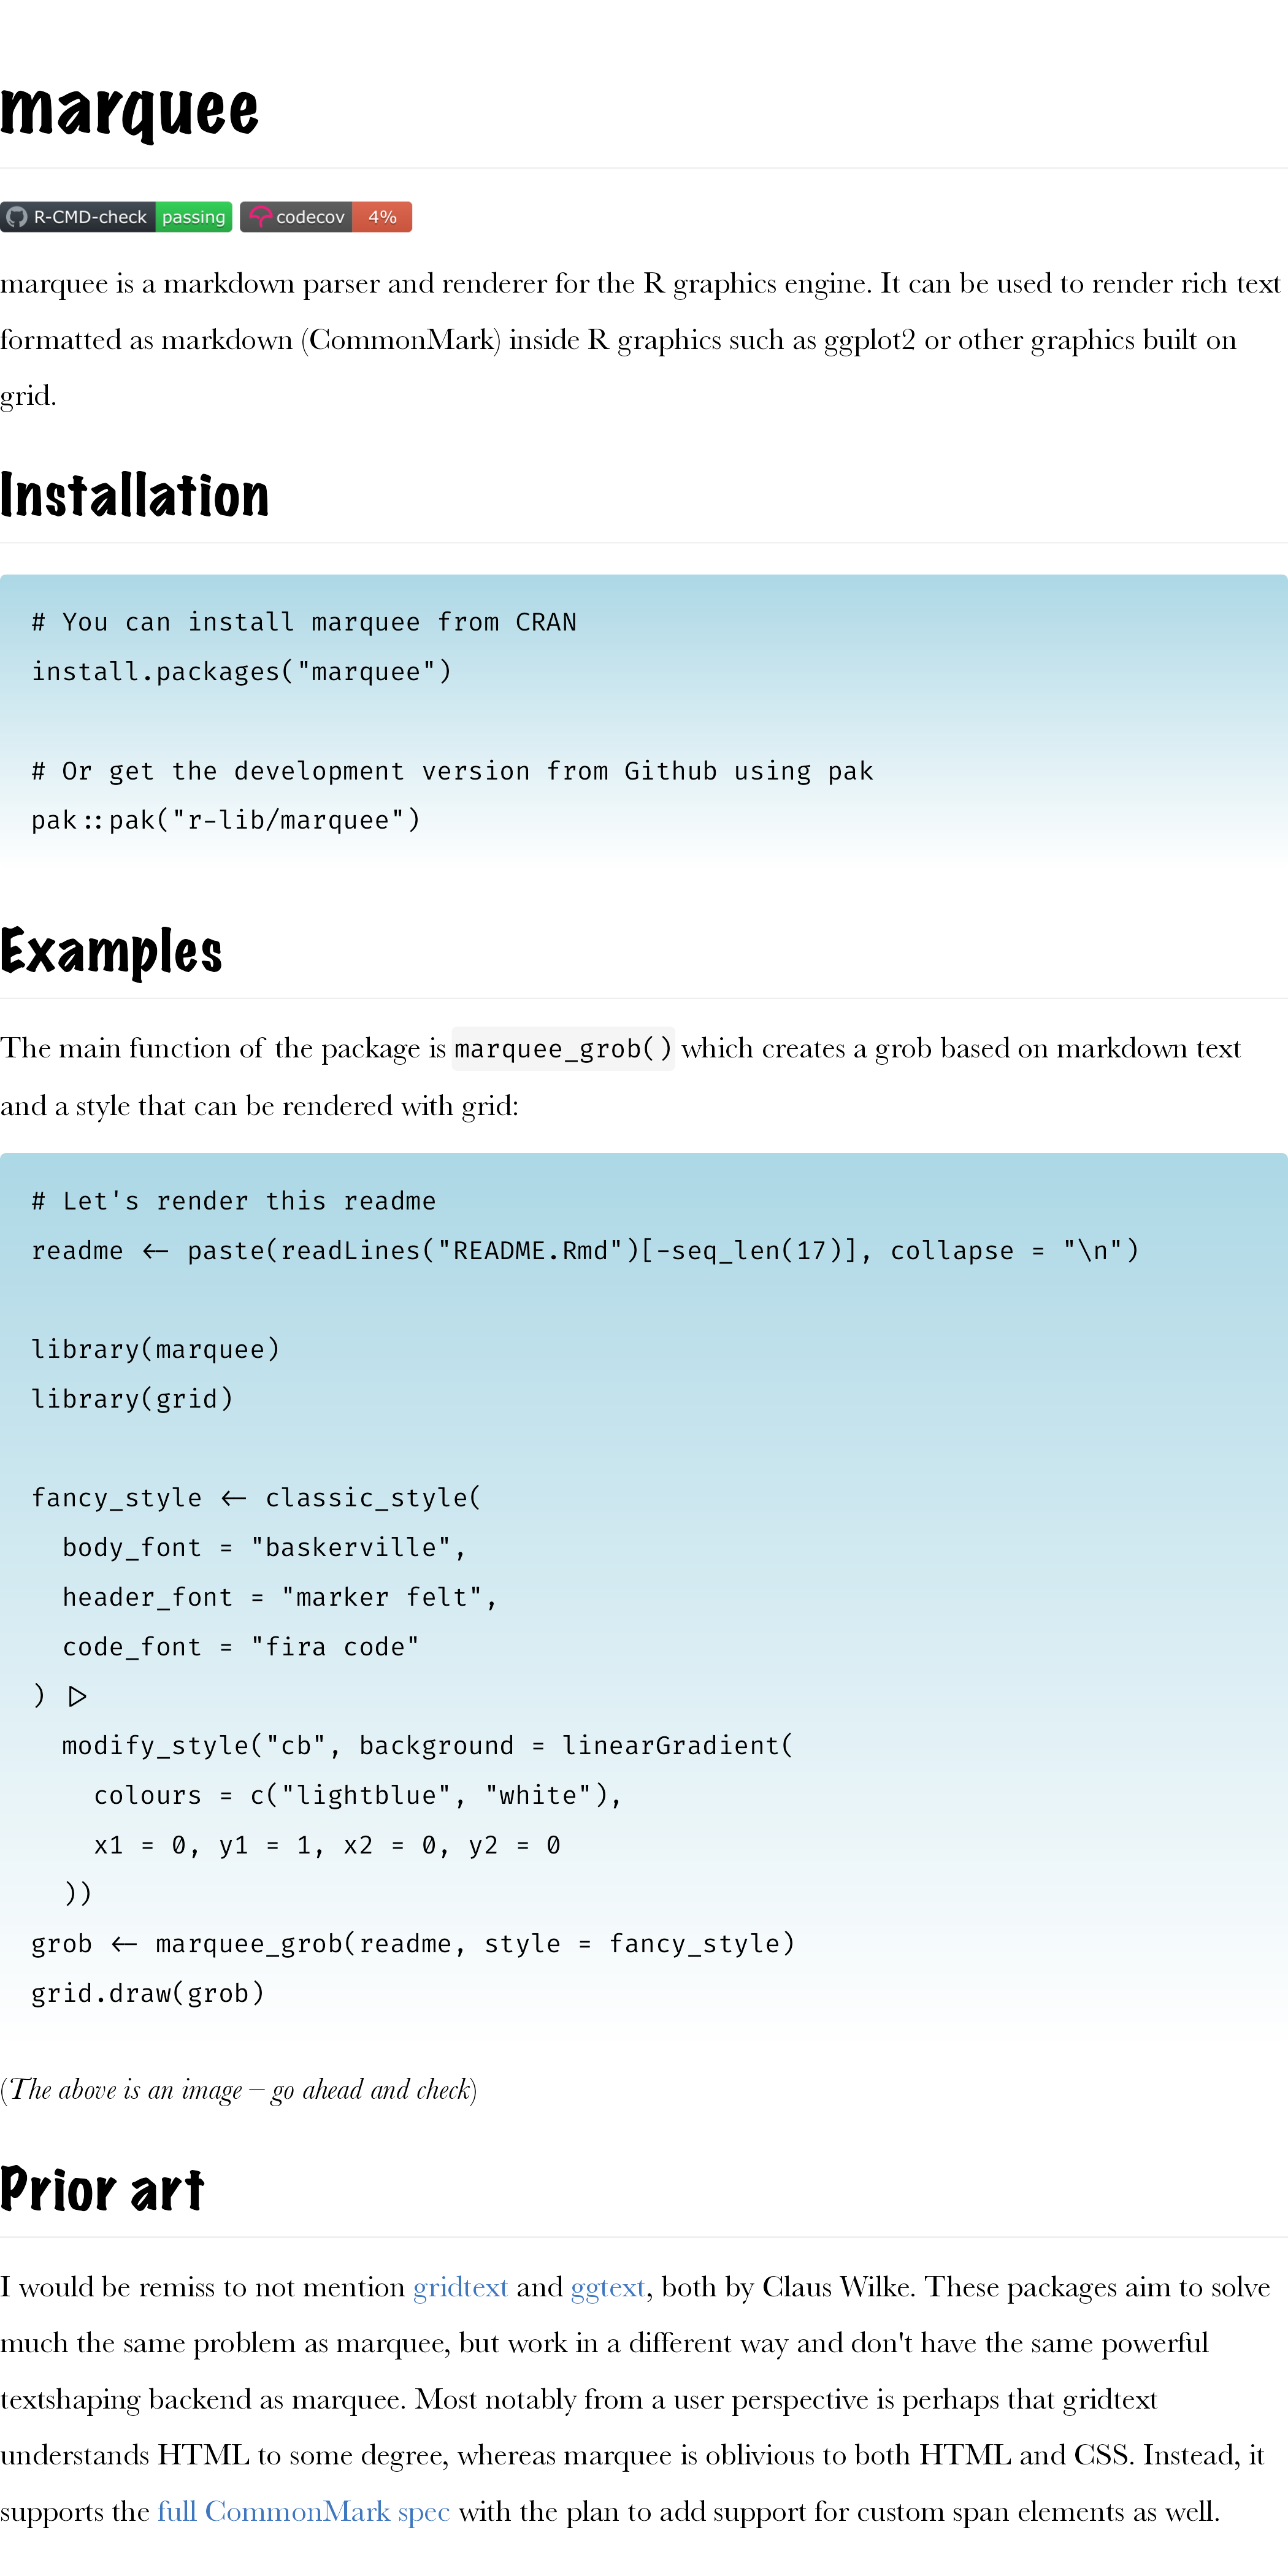 marquee
R-CMD-check passing codecov 4%
marquee is a markdown parser and renderer for the R graphics engine. It can be used to render rich text
formatted as markdown (CommonMark) inside R graphics such as ggplot2 or other graphics built on
grid.
Installation
# You can install marquee from CRAN
install.packages("marquee")
# Or get the development version from Github using pak
pak::pak("r-lib/marquee")
Examples
The main function of the package is marquee_grob() which creates a grob based on markdown text
and a style that can be rendered with grid:
# Let's render this readme
readme <- paste(readLines("README.Rmd")[-seq_len(17)], collapse = "\n")
library(marquee)
library(grid)
fancy_style <- classic_style(
  body_font = "baskerville",
  header_font = "marker felt",
  code_font = "fira code"
) |>
  modify_style("cb", background = linearGradient(
    colours = c("lightblue", "white"),
    x1 = 0, y1 = 1, x2 = 0, y2 = 0
  ))
grob <- marquee_grob(readme, style = fancy_style)
grid.draw(grob)
(The above is an image – go ahead and check)
Prior art
I would be remiss to not mention gridtext and ggtext, both by Claus Wilke. These packages aim to solve
much the same problem as marquee, but work in a different way and don't have the same powerful
textshaping backend as marquee. Most notably from a user perspective is perhaps that gridtext
understands HTML to some degree, whereas marquee is oblivious to both HTML and CSS. Instead, it
supports the full CommonMark spec with the plan to add support for custom span elements as well.